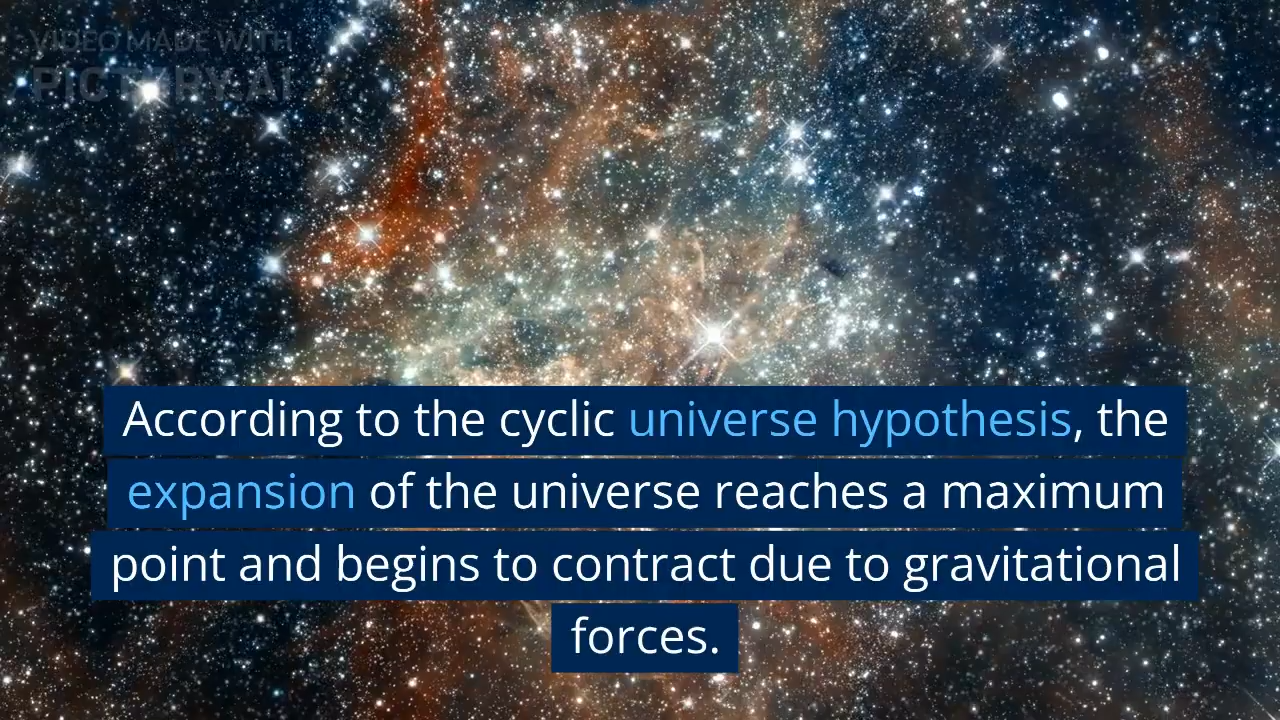 VIDEO MADE WITH
PICTORY.AI
According to the cyclic universe hypothesis, the
expansion of the universe reaches a maximum
point and begins to contract due to gravitational
forces.